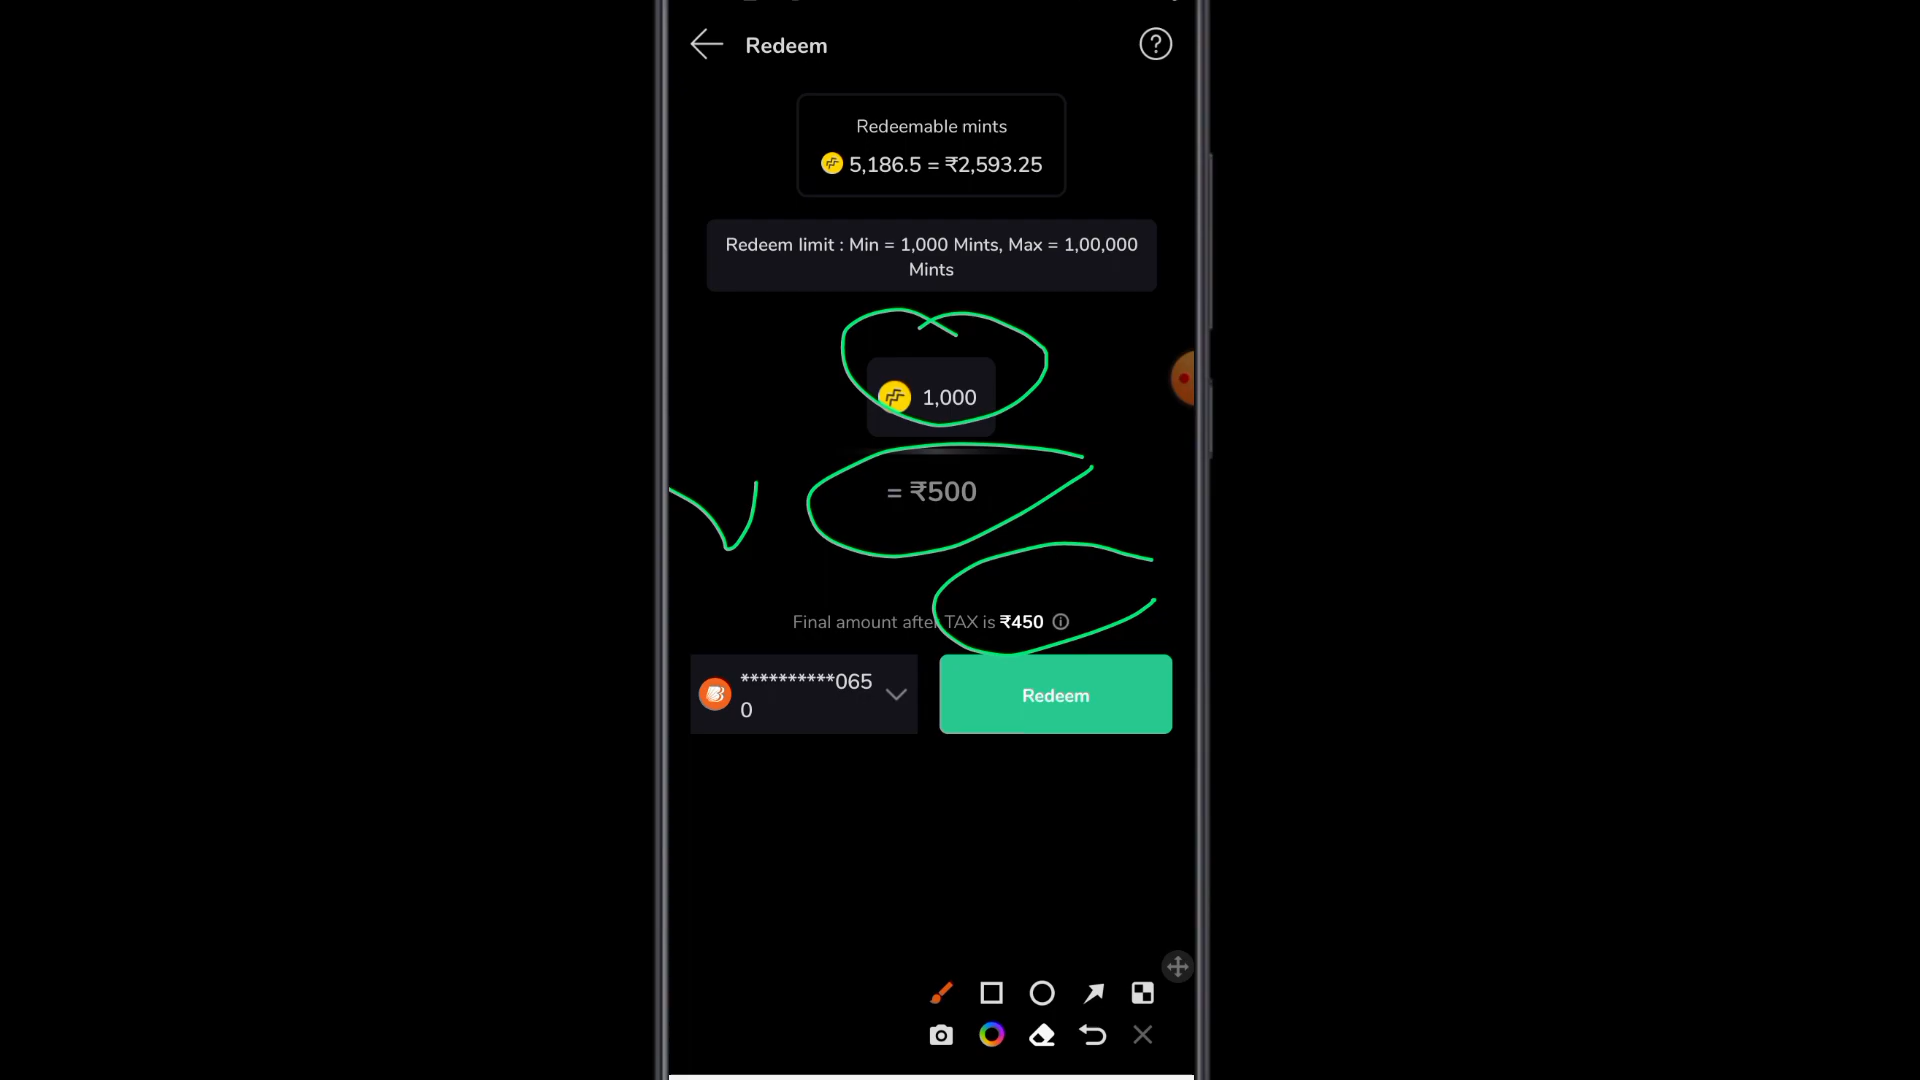 Redeem
Redeemable mints
5,186.5 = ₹2,593.25
Redeem limit : Min = 1,000 Mints, Max = 1,00,000
Mints
1,000
= ₹500
Final amount after TAX is ₹450
**********065
0
Redeem